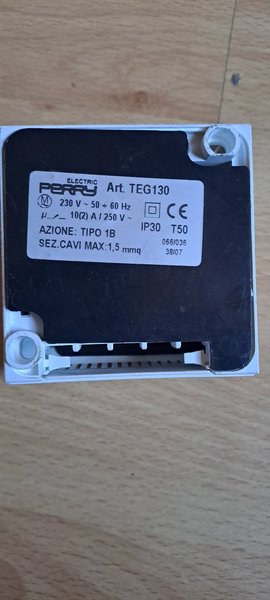 ELECTRIC
PERRY Art. TEG130
M 230 V ~ 50 ÷ 60 Hz
µ 10(2) A / 250 V ~ IP30 T50
AZIONE: TIPO 1B 066/035
SEZ.CAVI MAX:1,5 mmq 38/07